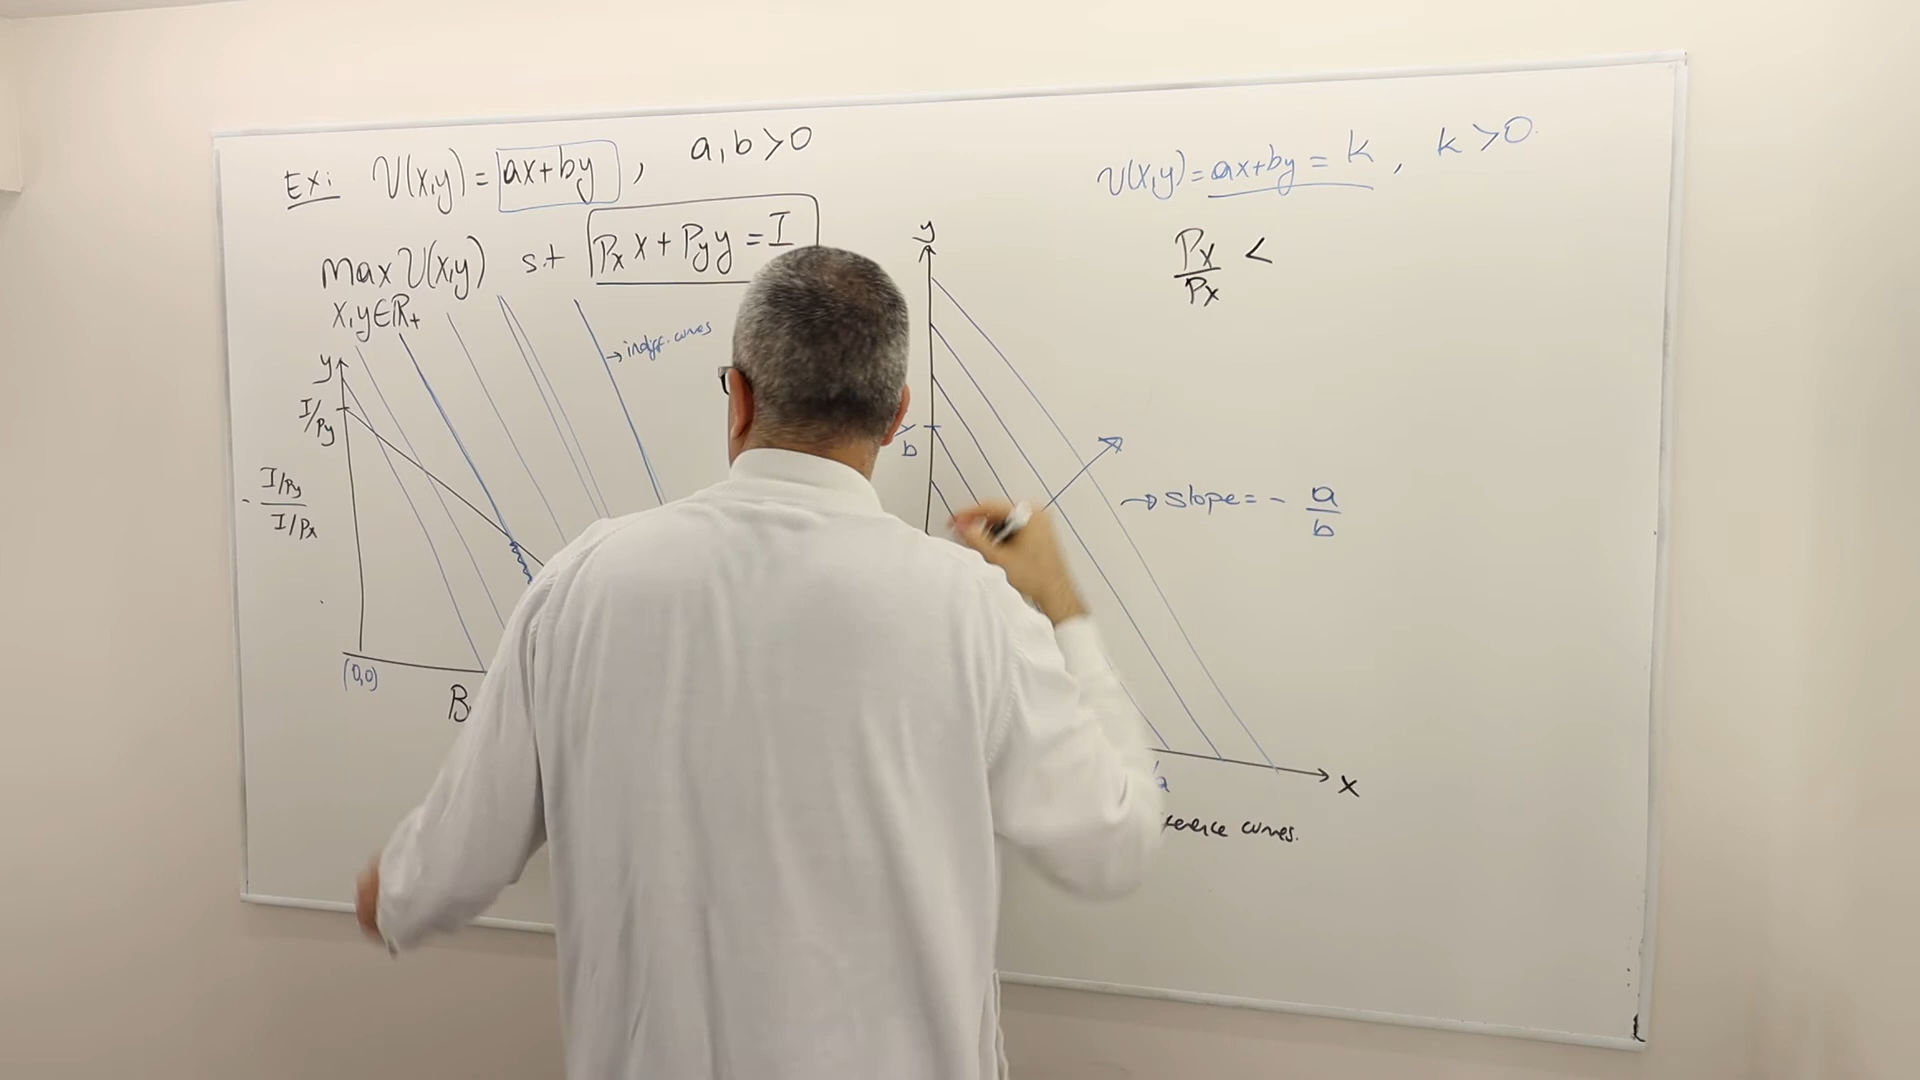 Ex: U(x,y) = ax+by , a,b>0
max U(x,y) s.t Px x + Py y = I
x,y∈R+
→ indiff. curves
y
I/Py
- I/Py / I/Px
(0,0)
B
y
b
x
U(x,y) = ax+by = k , k>0.
Px / Px <
→ slope = - a / b
curves.